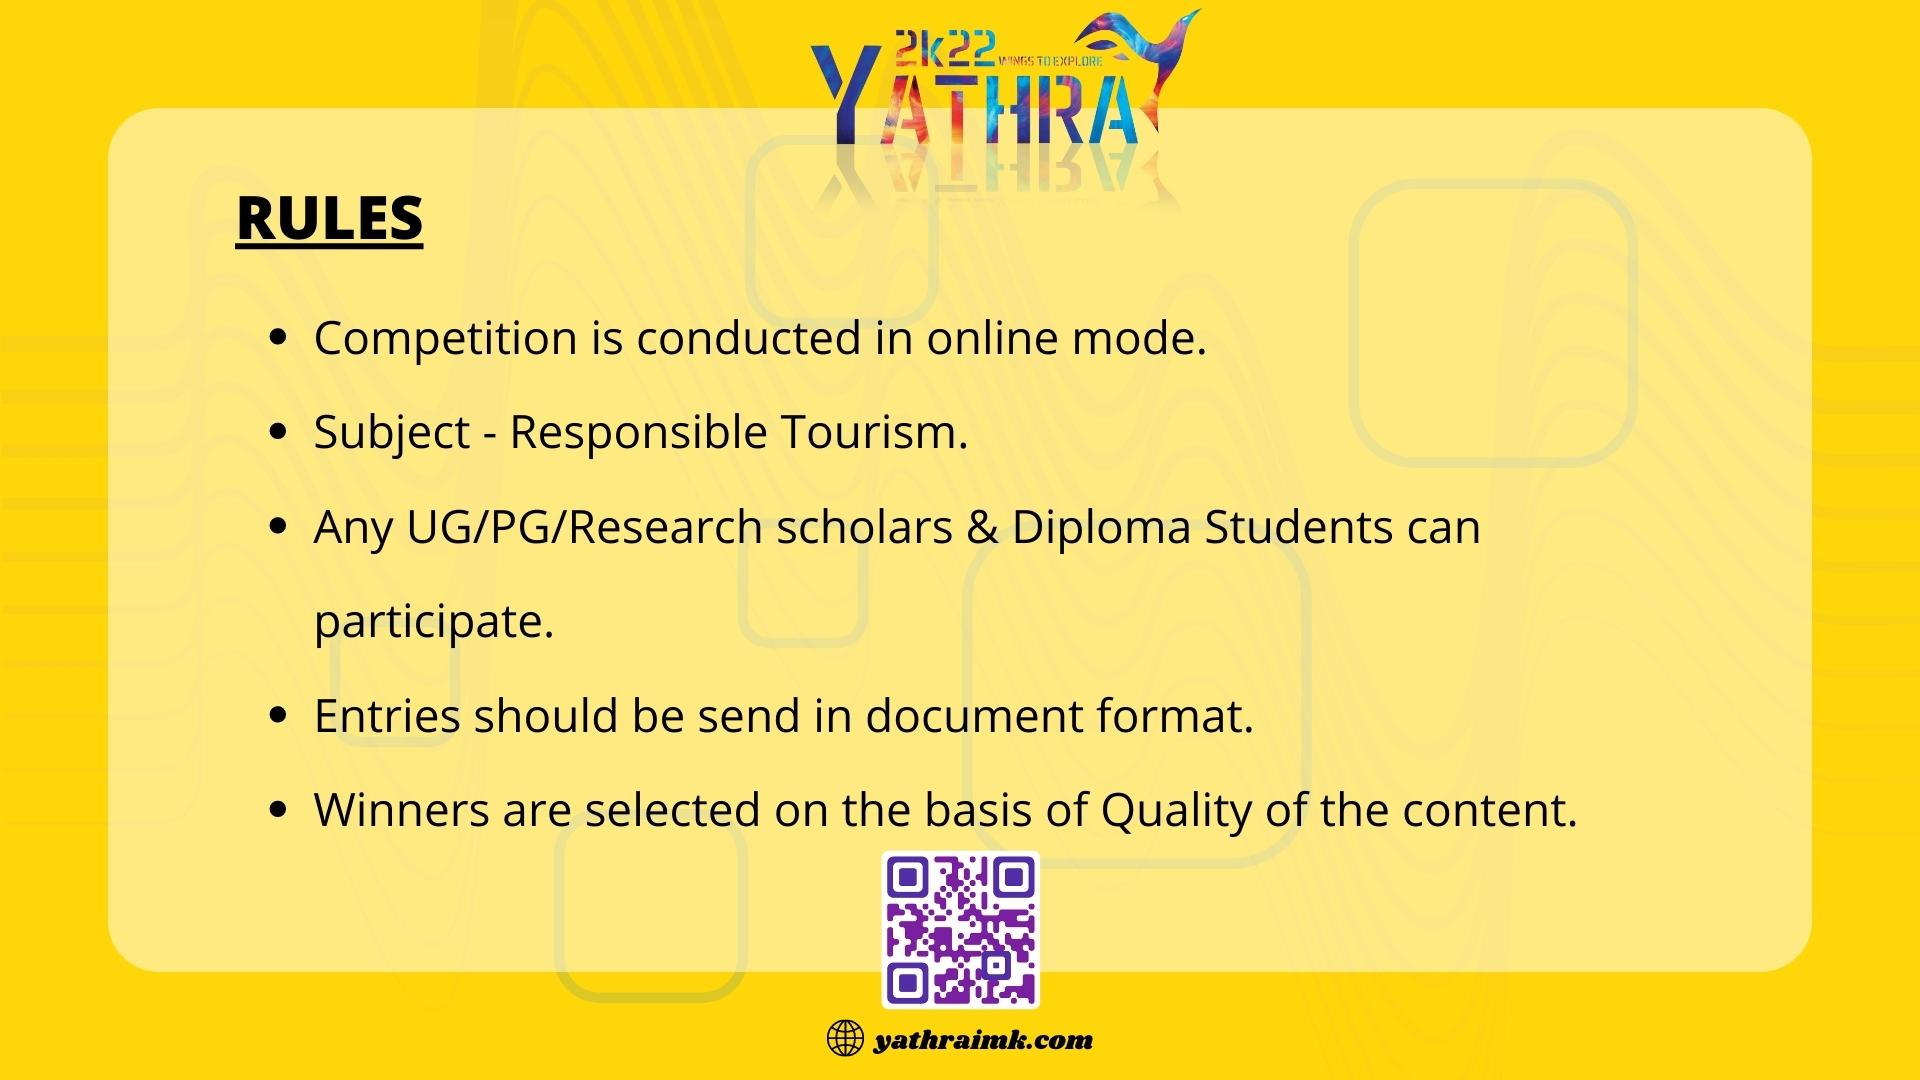 2k22 WINGS TO EXPLORE
YATHRA
RULES
• Competition is conducted in online mode.
• Subject - Responsible Tourism.
• Any UG/PG/Research scholars & Diploma Students can
participate.
• Entries should be send in document format.
• Winners are selected on the basis of Quality of the content.
yathraimk.com